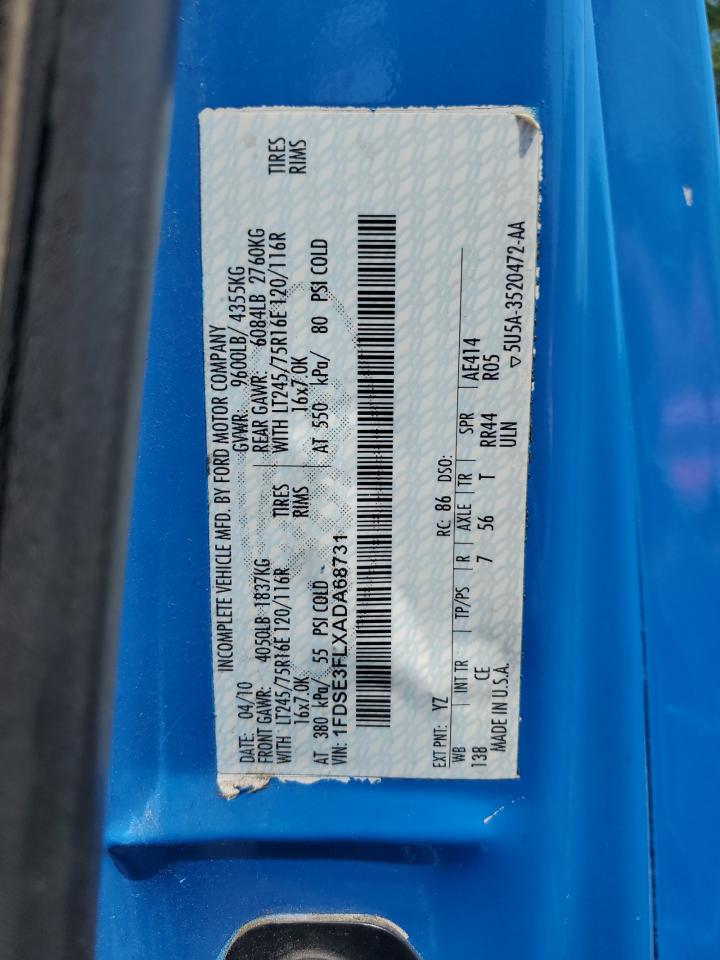 INCOMPLETE VEHICLE MFD. BY FORD MOTOR COMPANY
DATE: 04/10 GVWR: 9600LB/ 4355KG
FRONT GAWR: 4050LB 1837KG REAR GAWR: 6084LB 2760KG
WITH LT245/75R16E 120/116R TIRES WITH LT245/75R16E 120/116R TIRES
16x7.0K RIMS 16x7.0K RIMS
AT 380 kPa/ 55 PSI COLD AT 550 kPa/ 80 PSI COLD
VIN: 1FDSE3FLXADA68731
EXT PNT: YZ RC: 86 DSO:
WB INT TR TP/PS R AXLE TR SPR AE414
138 CE 7 56 T RR44 R05
MADE IN U.S.A. ULN
▽5U5A-3520472-AA